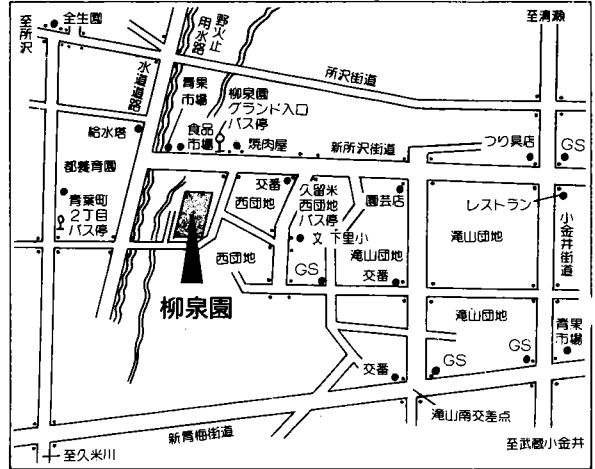 至所沢
全生園
野火止
用水路
水道道路
青果
市場
柳泉園
グランド入口
バス停
所沢街道
至清瀬
給水塔
食品
市場
焼肉屋
新所沢街道
つり具店
GS
都養育園
青葉町
2丁目
バス停
交番
西団地
久留米
西団地
バス停
園芸店
レストラン
小金井街道
文 下里小
滝山団地
滝山団地
西団地
GS
交番
柳泉園
滝山団地
青果
市場
GS
GS
交番
滝山南交差点
新青梅街道
至武蔵小金井
至久米川